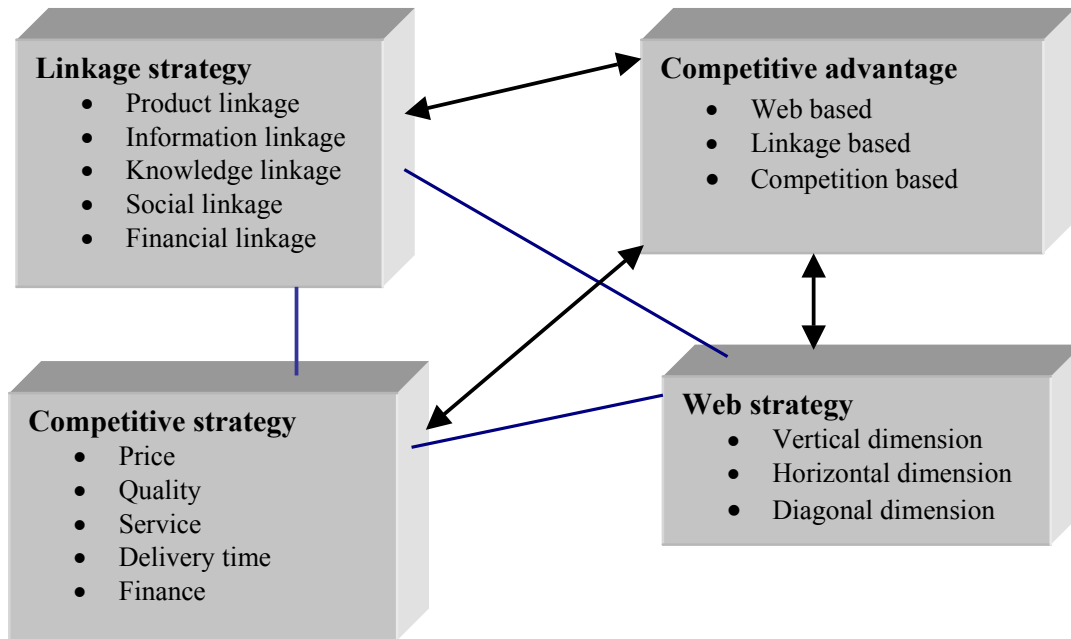 Linkage strategy
• Product linkage
• Information linkage
• Knowledge linkage
• Social linkage
• Financial linkage
Competitive advantage
• Web based
• Linkage based
• Competition based
Competitive strategy
• Price
• Quality
• Service
• Delivery time
• Finance
Web strategy
• Vertical dimension
• Horizontal dimension
• Diagonal dimension